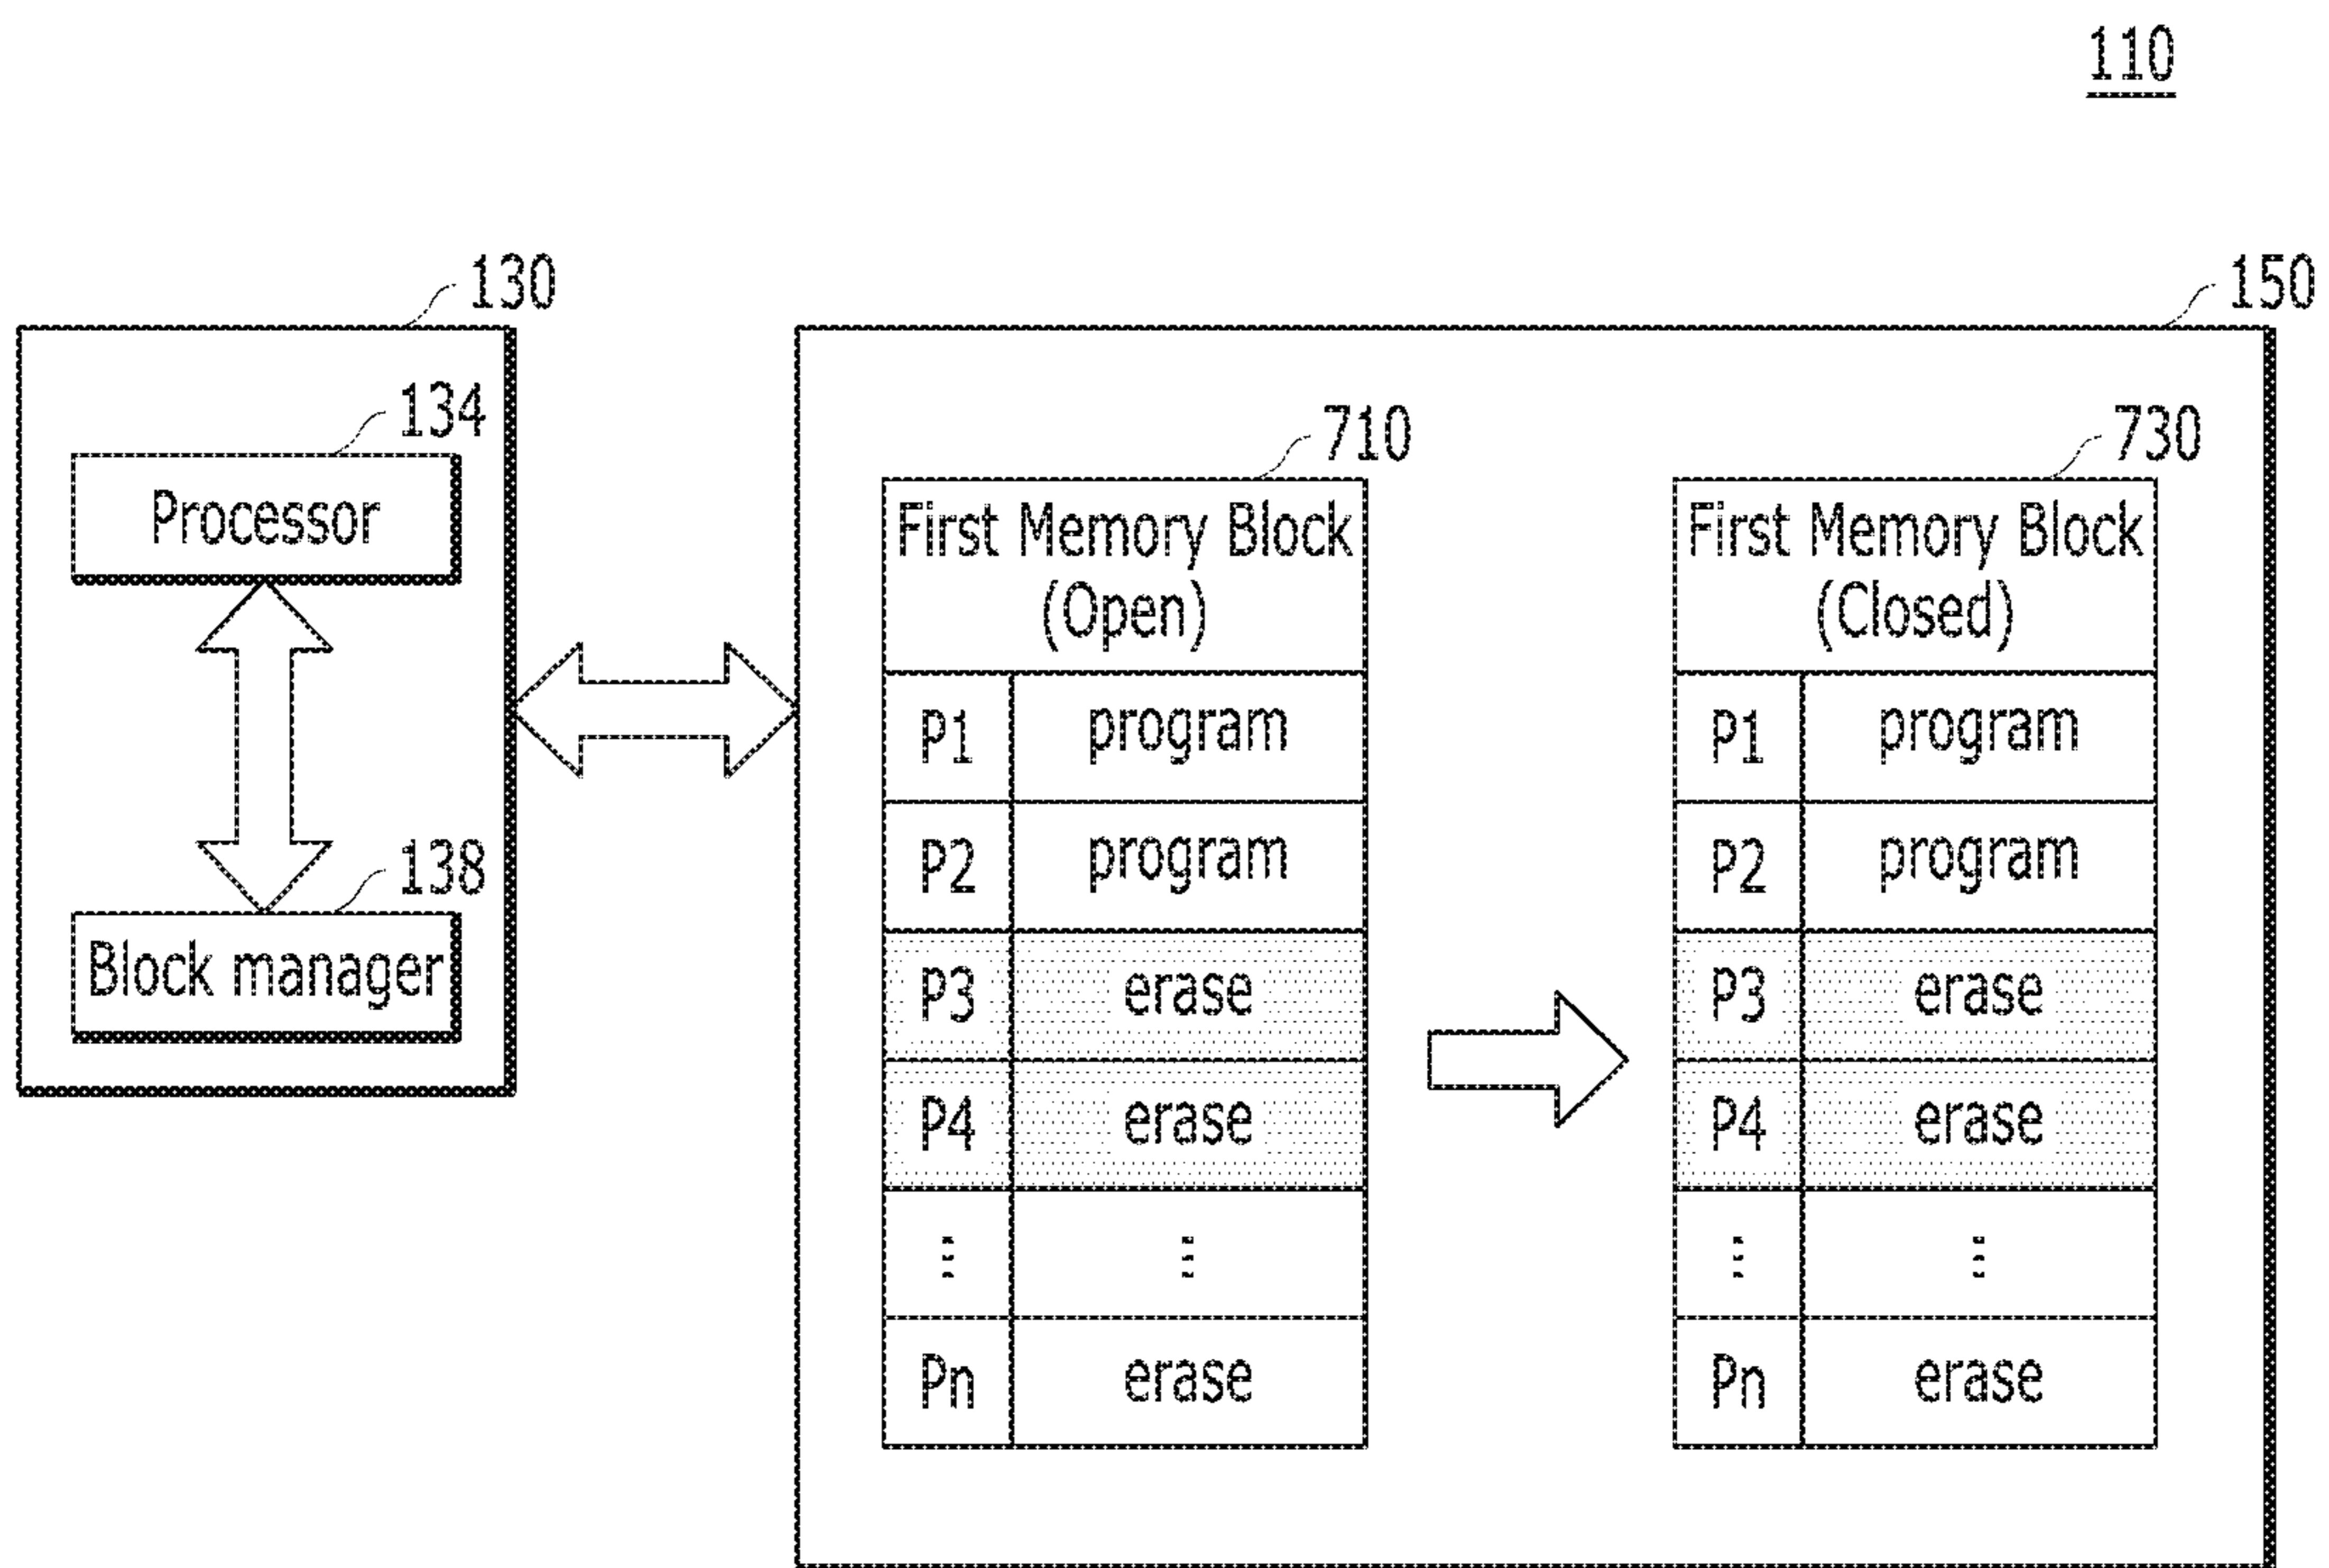 110
130
150
134
Processor
138
Block manager
710
First Memory Block
(Open)
P1 program
P2 program
P3 erase
P4 erase
⋮ ⋮
Pn erase
730
First Memory Block
(Closed)
P1 program
P2 program
P3 erase
P4 erase
⋮ ⋮
Pn erase